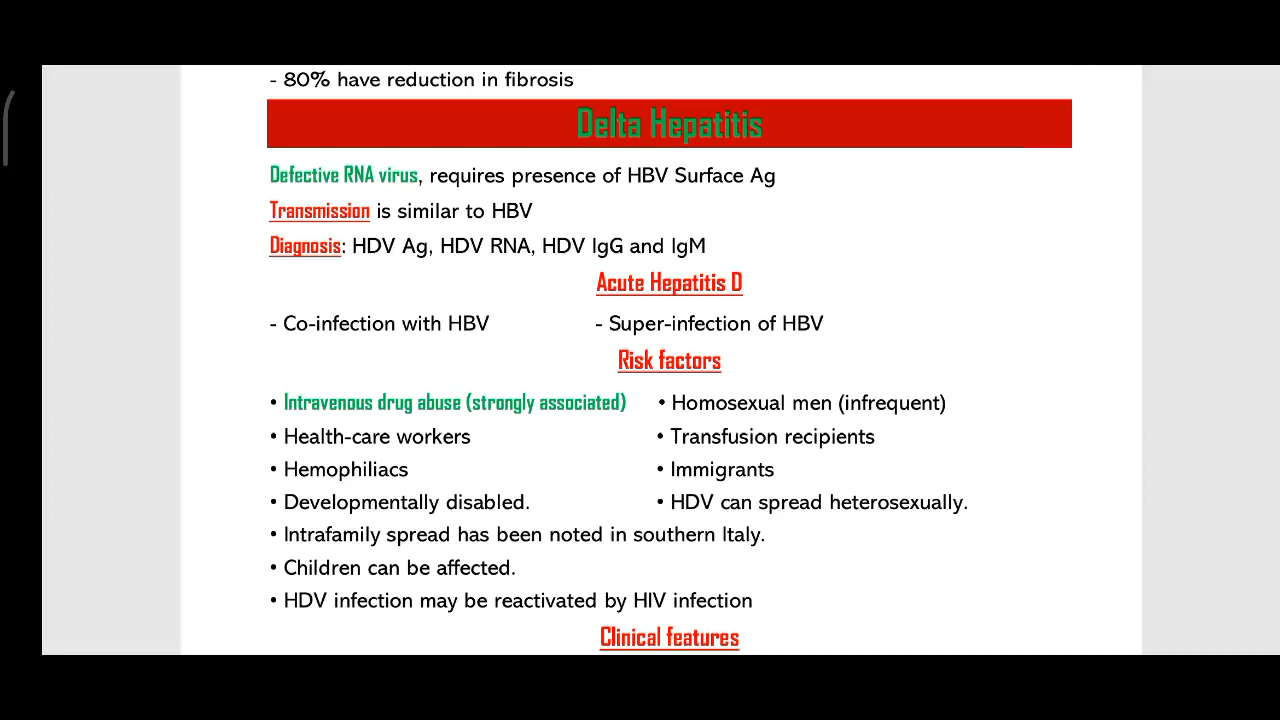 - 80% have reduction in fibrosis
Delta Hepatitis
Defective RNA virus, requires presence of HBV Surface Ag
Transmission is similar to HBV
Diagnosis: HDV Ag, HDV RNA, HDV IgG and IgM
Acute Hepatitis D
- Co-infection with HBV - Super-infection of HBV
Risk factors
• Intravenous drug abuse (strongly associated) • Homosexual men (infrequent)
• Health-care workers • Transfusion recipients
• Hemophiliacs • Immigrants
• Developmentally disabled. • HDV can spread heterosexually.
• Intrafamily spread has been noted in southern Italy.
• Children can be affected.
• HDV infection may be reactivated by HIV infection
Clinical features